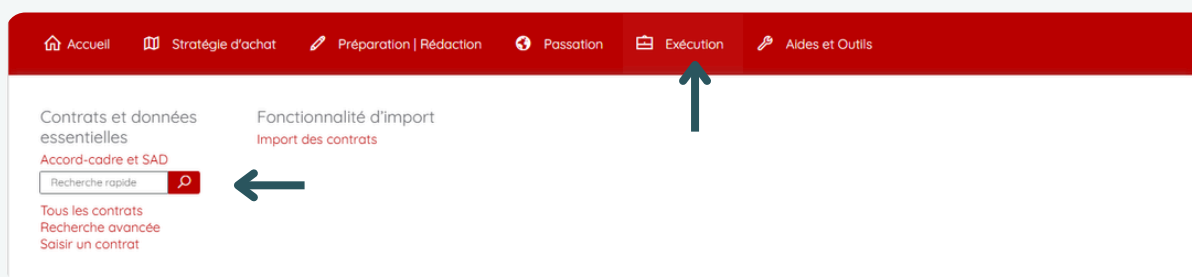 Accueil Stratégie d'achat Préparation | Rédaction Passation Exécution Aides et Outils
Contrats et données
essentielles
Accord-cadre et SAD
Recherche rapide
Tous les contrats
Recherche avancée
Saisir un contrat
Fonctionnalité d'import
Import des contrats